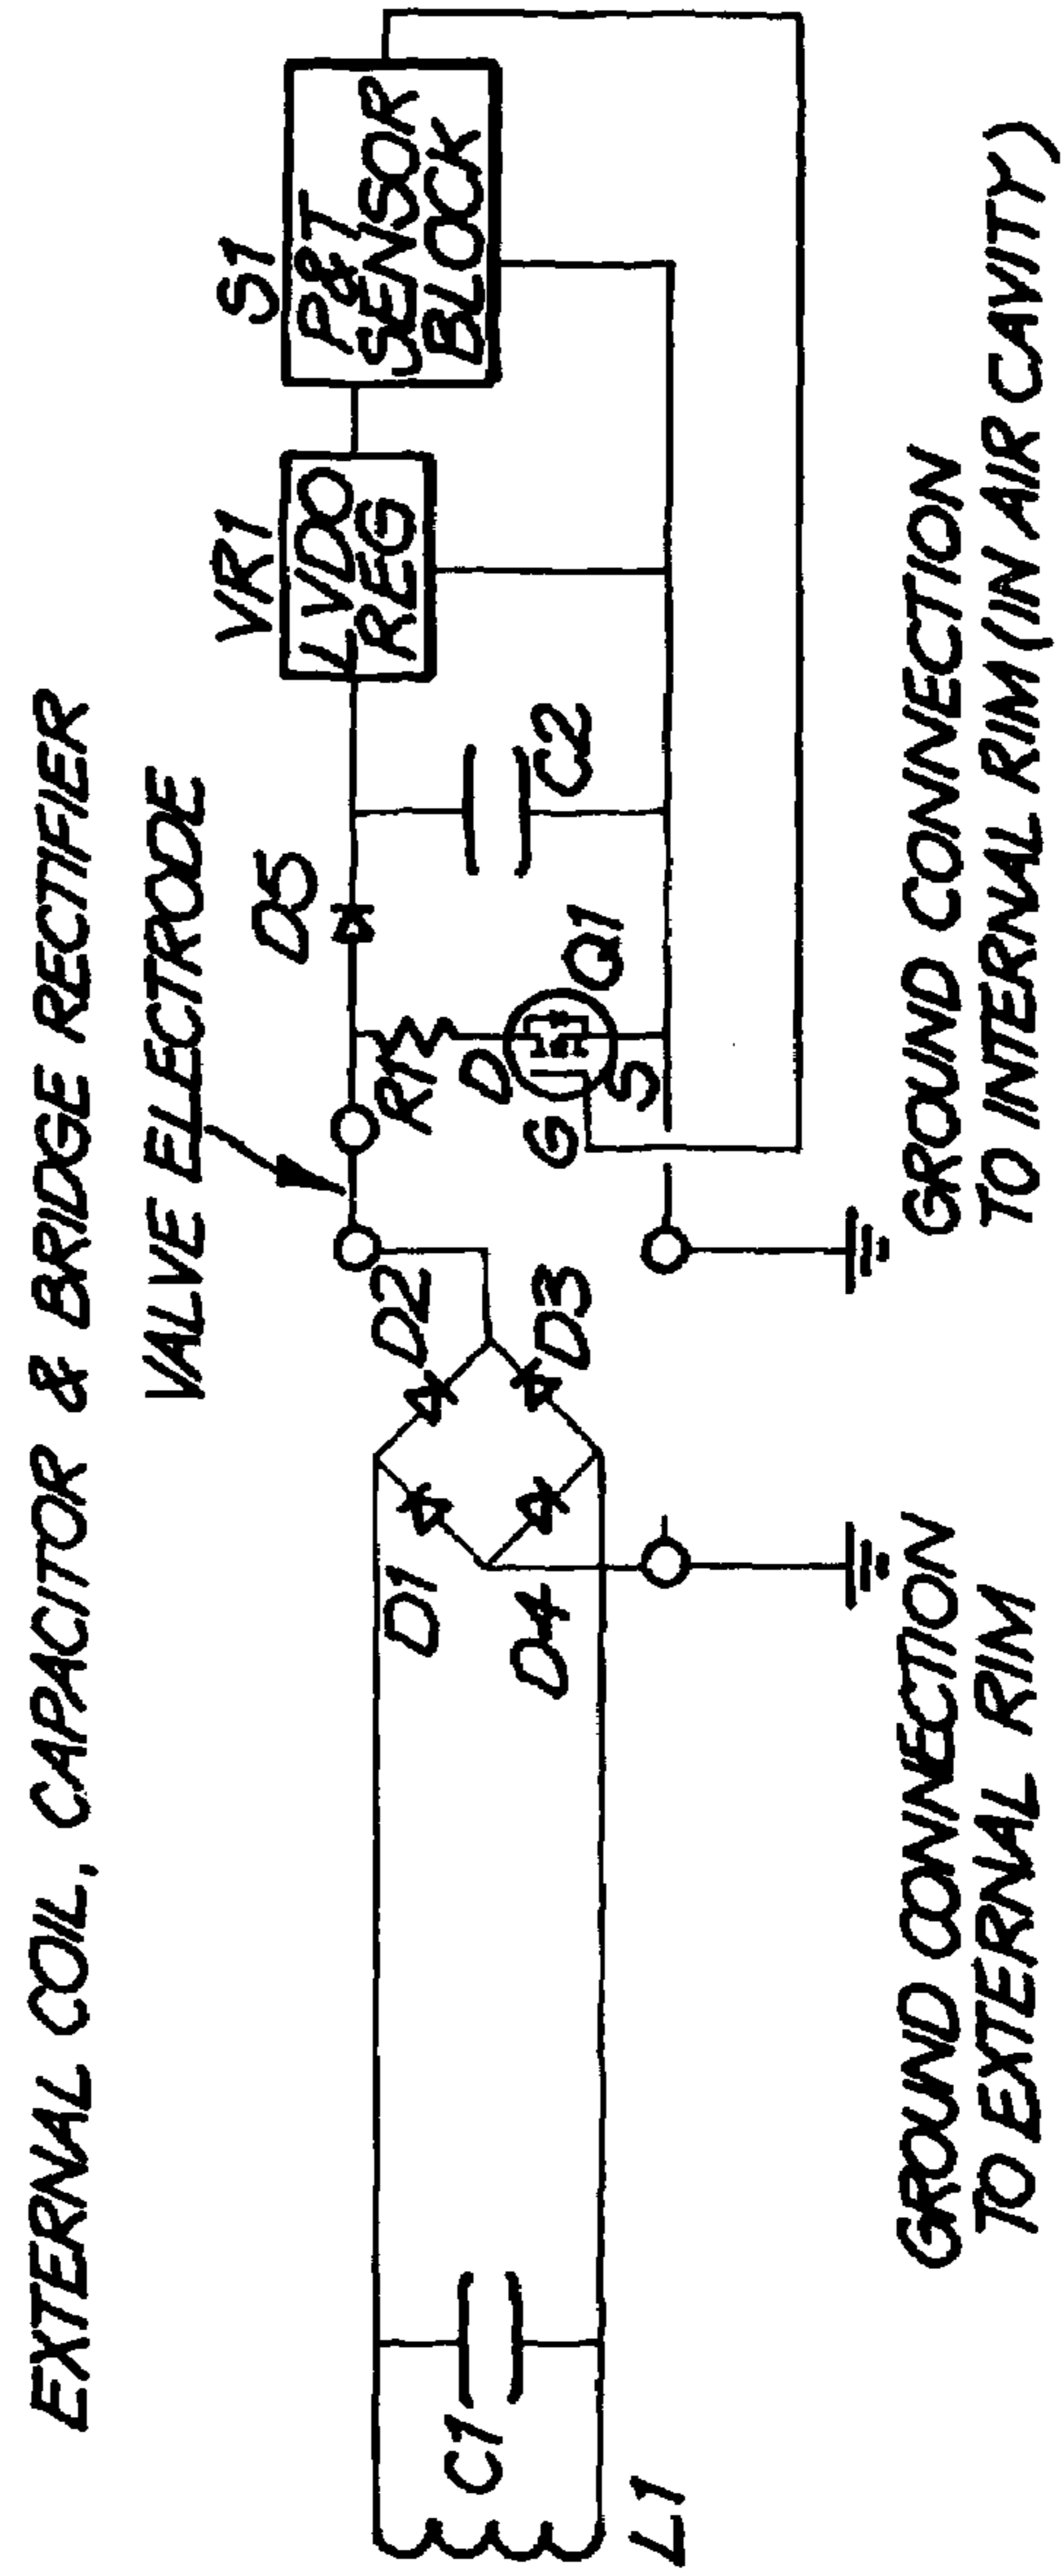 EXTERNAL COIL, CAPACITOR & BRIDGE RECTIFIER
VALVE ELECTRODE
VR1
S1
D5
LVDO
REG
P&T
SENSOR
BLOCK
D2
R1
D1
C1
C2
D
Q1
G
S
D4
D3
L1
GROUND CONNECTION
TO EXTERNAL RIM
GROUND CONNECTION
TO INTERNAL RIM (IN AIR CAVITY)